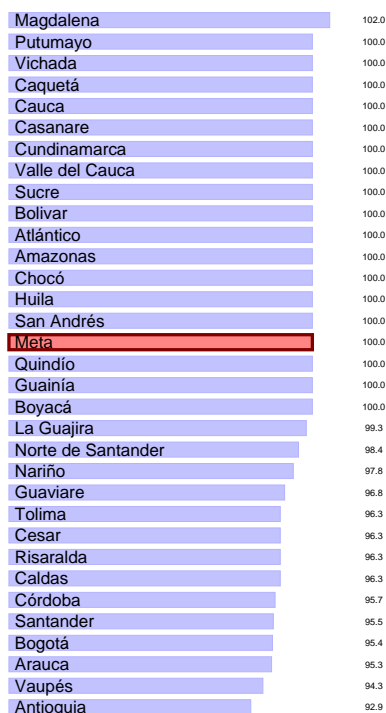 Magdalena 102.0
Putumayo 100.0
Vichada 100.0
Caquetá 100.0
Cauca 100.0
Casanare 100.0
Cundinamarca 100.0
Valle del Cauca 100.0
Sucre 100.0
Bolivar 100.0
Atlántico 100.0
Amazonas 100.0
Chocó 100.0
Huila 100.0
San Andrés 100.0
Meta 100.0
Quindío 100.0
Guainía 100.0
Boyacá 100.0
La Guajira 99.3
Norte de Santander 98.4
Nariño 97.8
Guaviare 96.8
Tolima 96.3
Cesar 96.3
Risaralda 96.3
Caldas 96.3
Córdoba 95.7
Santander 95.5
Bogotá 95.4
Arauca 95.3
Vaupés 94.3
Antioquia 92.9